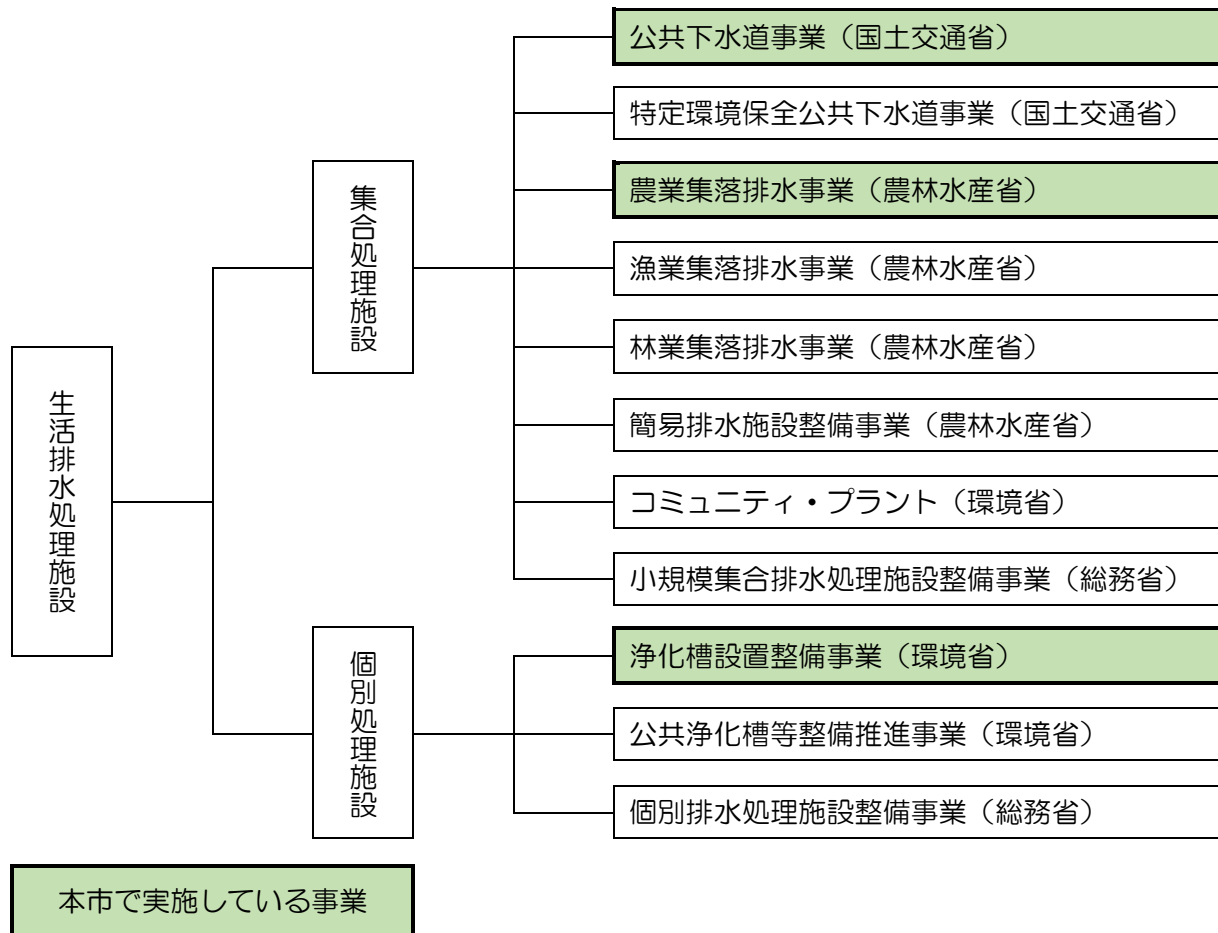 生活排水処理施設
集合処理施設
公共下水道事業（国土交通省）
特定環境保全公共下水道事業（国土交通省）
農業集落排水事業（農林水産省）
漁業集落排水事業（農林水産省）
林業集落排水事業（農林水産省）
簡易排水施設整備事業（農林水産省）
コミュニティ・プラント（環境省）
小規模集合排水処理施設整備事業（総務省）
個別処理施設
浄化槽設置整備事業（環境省）
公共浄化槽等整備推進事業（環境省）
個別排水処理施設整備事業（総務省）
本市で実施している事業